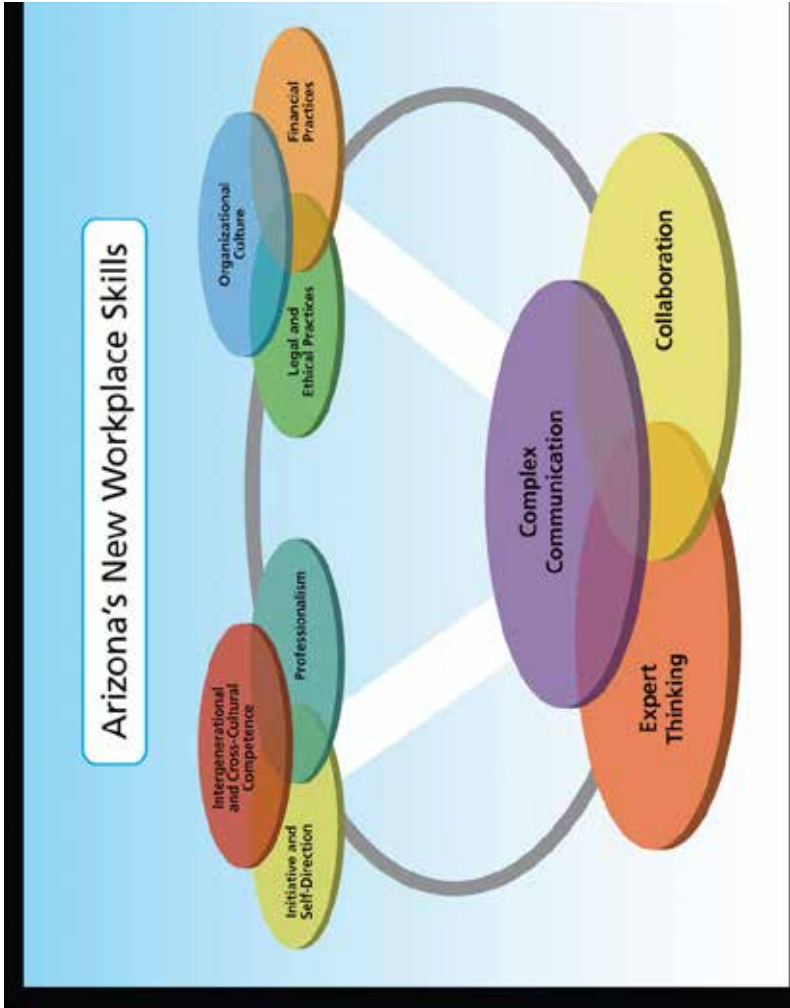 Arizona's New Workplace Skills
Intergenerational
and Cross-Cultural
Competence
Initiative and
Self-Direction
Professionalism
Organizational
Culture
Legal and
Ethical Practices
Financial
Practices
Complex
Communication
Expert
Thinking
Collaboration